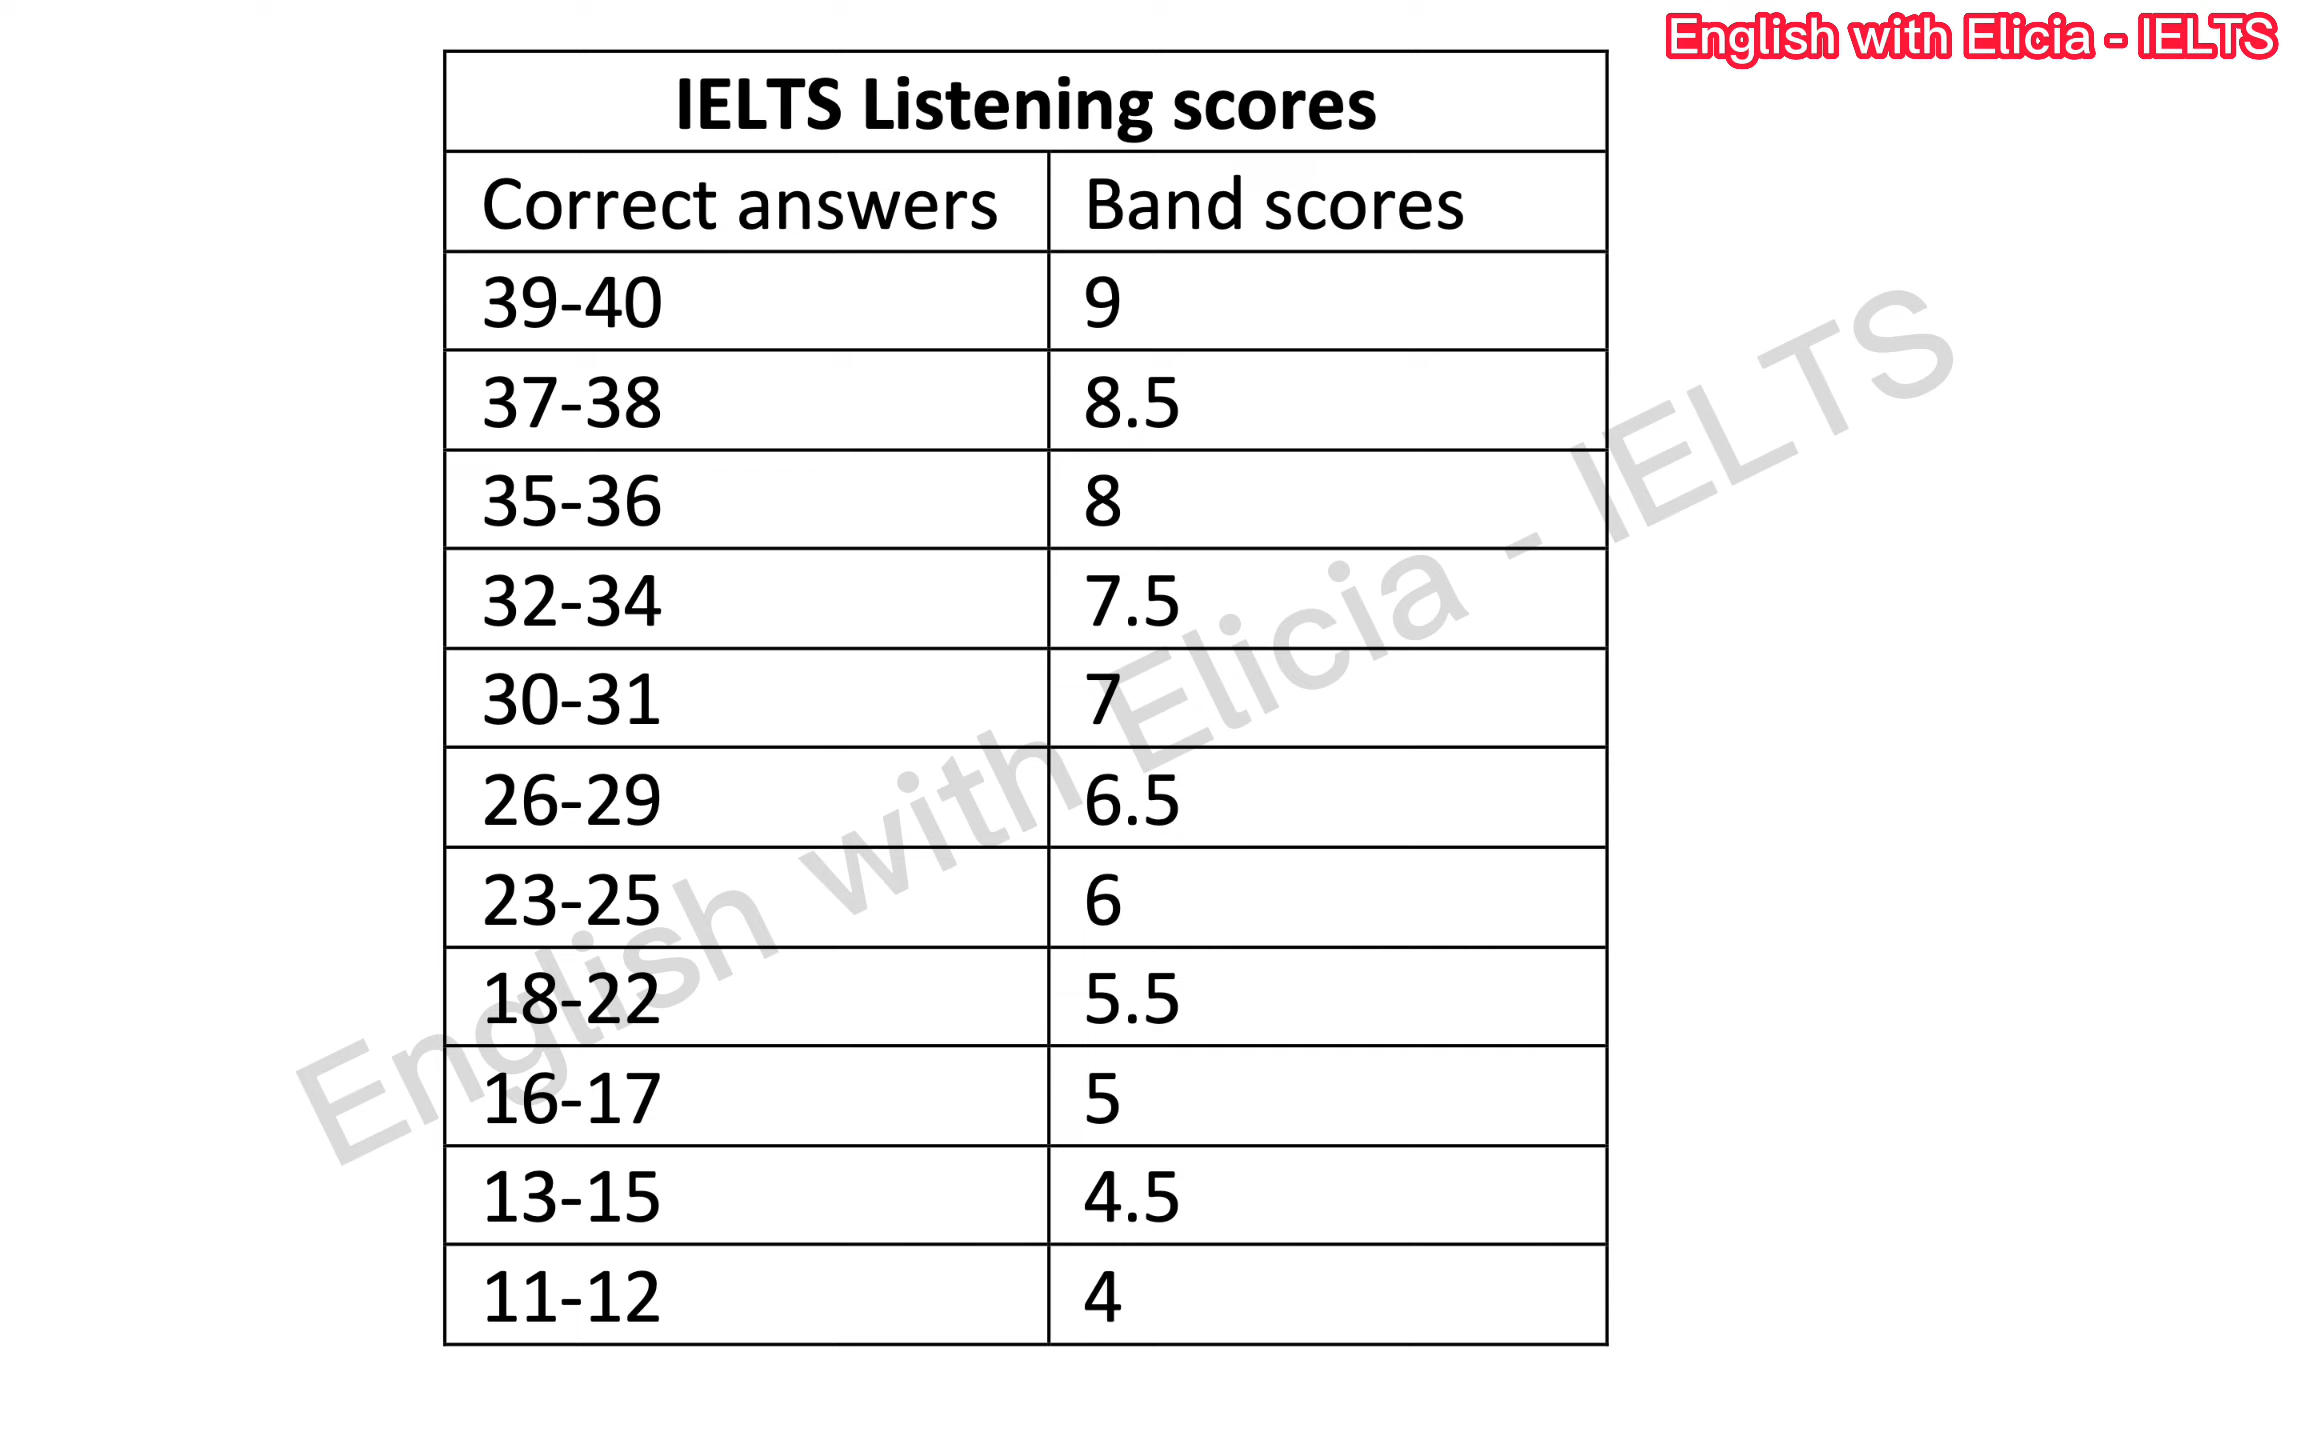 English with Elicia - IELTS
IELTS Listening scores
Correct answers Band scores
39-40 9
37-38 8.5
35-36 8
32-34 7.5
30-31 7
26-29 6.5
23-25 6
18-22 5.5
16-17 5
13-15 4.5
11-12 4
English with Elicia - IELTS